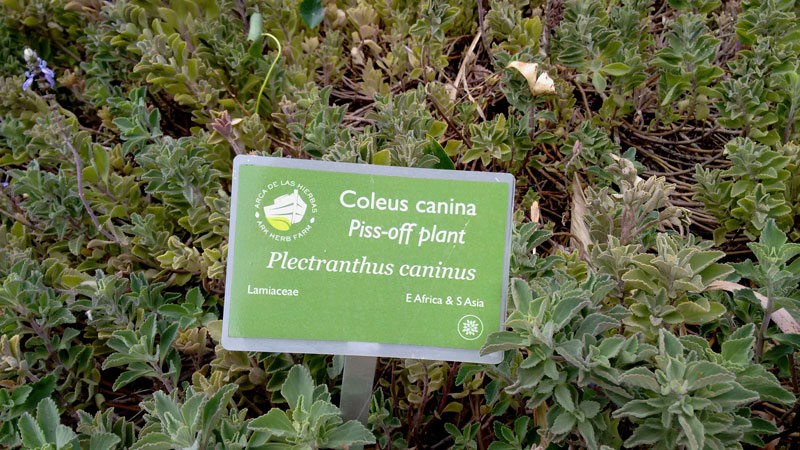 ARCA DE LAS HIERBAS
ARK HERB FARM
Coleus canina
Piss-off plant
Plectranthus caninus
Lamiaceae
E Africa & S Asia